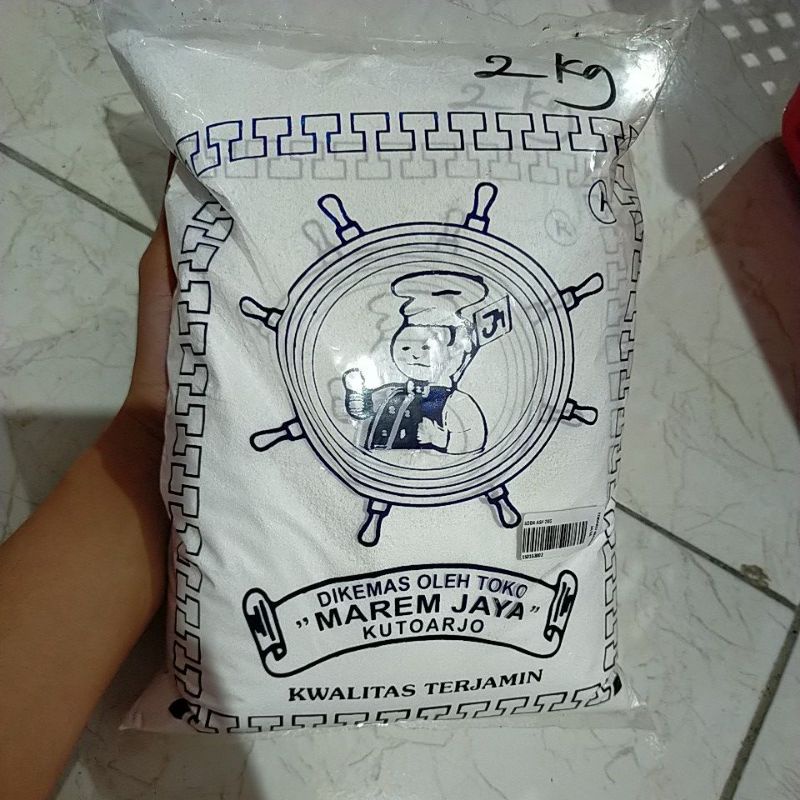 2 Kg
R
DIKEMAS OLEH TOKO
,, MAREM JAYA ”
KUTOARJO
KWALITAS TERJAMIN